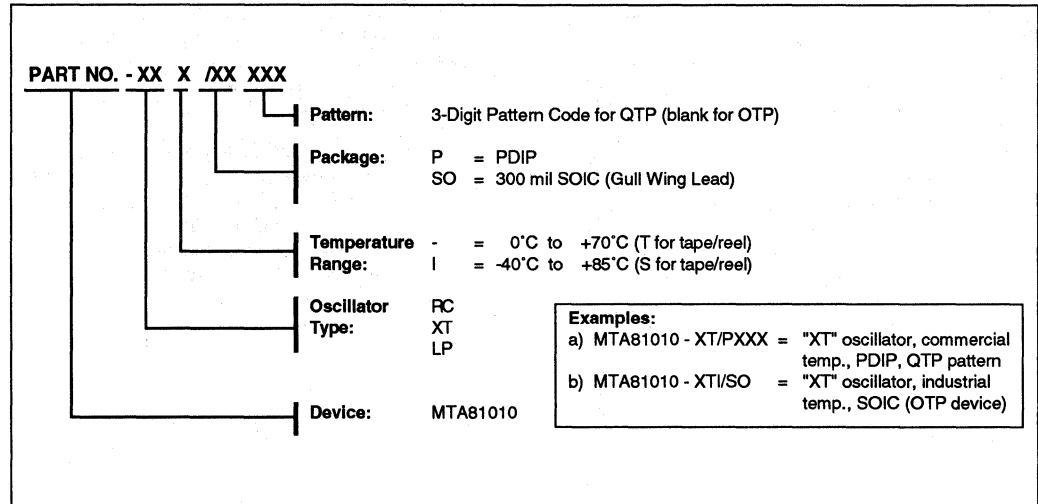 PART NO. - XX X /XX XXX
Pattern: 3-Digit Pattern Code for QTP (blank for OTP)
Package: P = PDIP
SO = 300 mil SOIC (Gull Wing Lead)
Temperature - = 0°C to +70°C (T for tape/reel)
Range: I = -40°C to +85°C (S for tape/reel)
Oscillator RC
Type: XT
LP
Examples:
a) MTA81010 - XT/PXXX = "XT" oscillator, commercial
temp., PDIP, QTP pattern
b) MTA81010 - XTI/SO = "XT" oscillator, industrial
temp., SOIC (OTP device)
Device: MTA81010